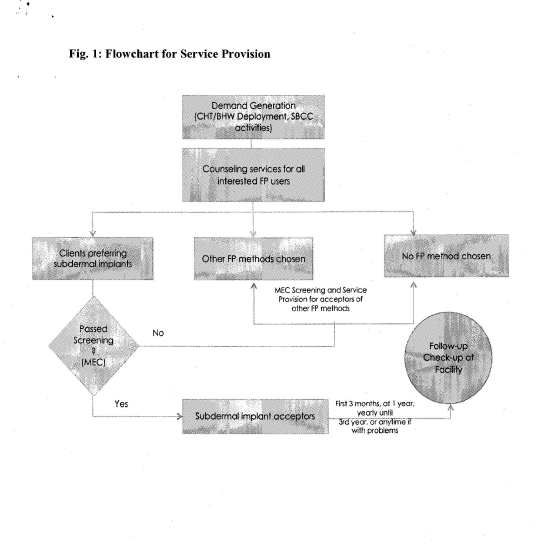 Fig. 1: Flowchart for Service Provision
Demand Generation
(CHT/BHW Deployment, SBCC
activities)
Counseling services for all
interested FP users
Clients preferring
subdermal implants
Other FP methods chosen
No FP method chosen
MEC Screening and Service
Provision for acceptors of
other FP methods
Passed
Screening
?
(MEC)
No
Follow-up
Check-up at
Facility
Yes
Subdermal implant acceptors
First 3 months, at 1 year,
yearly until
3rd year, or anytime if
with problems